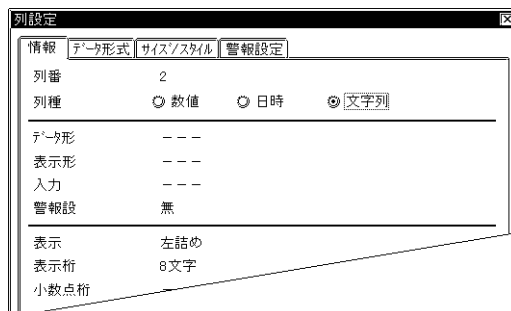 列設定
情報 データ形式 サイズ/スタイル 警報設定
列番 2
列種 数値 日時 文字列
データ形 ---
表示形 ---
入力 ---
警報設 無
表示 左詰め
表示桁 8文字
小数点桁